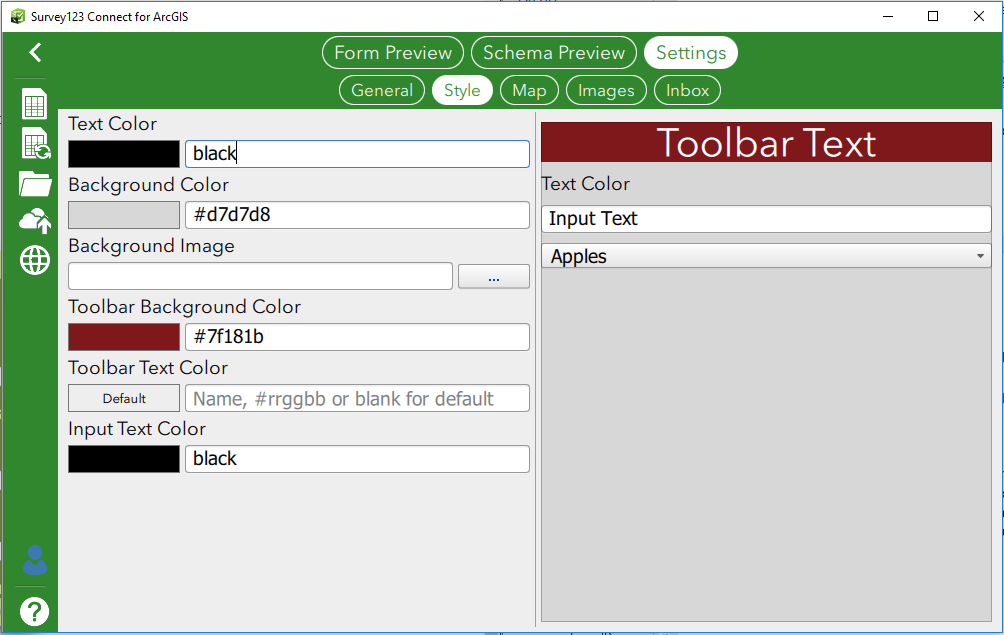 Survey123 Connect for ArcGIS
Form Preview Schema Preview Settings
General Style Map Images Inbox
Text Color
black
Background Color
#d7d7d8
Background Image
...
Toolbar Background Color
#7f181b
Toolbar Text Color
Default Name, #rrggbb or blank for default
Input Text Color
black
Toolbar Text
Text Color
Input Text
Apples
?